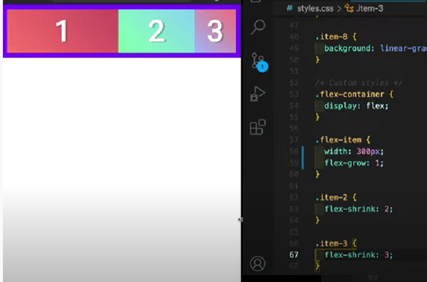 1 2 3
# styles.css > .item-3
47
48 .item-8 {
49 background: linear-gra
50 }
51
52 /* Custom styles */
53 .flex-container {
54 display: flex;
55 }
56
57 .flex-item {
58 width: 300px;
59 flex-grow: 1;
60 }
61
62 .item-2 {
63 flex-shrink: 2;
64 }
65
66 .item-3 {
67 flex-shrink: 3;
68 }